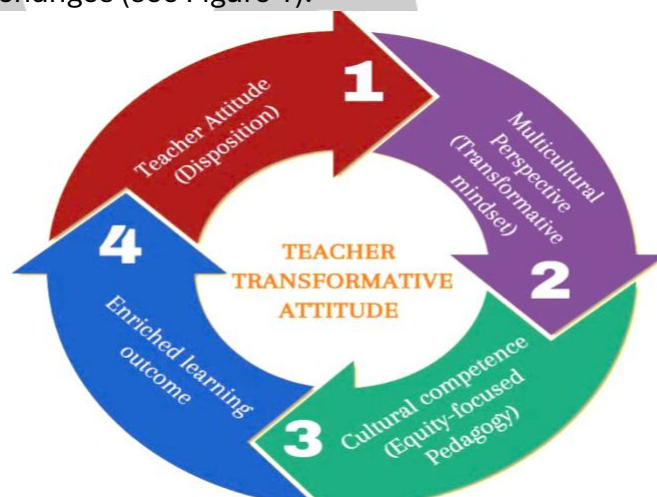 changes (see Figure 1).
1
Teacher Attitude
(Disposition)
Multicultural
Perspective
(Transformative
mindset)
2
TEACHER
TRANSFORMATIVE
ATTITUDE
4
Enriched learning
outcome
3
Cultural competence
(Equity-focused
Pedagogy)